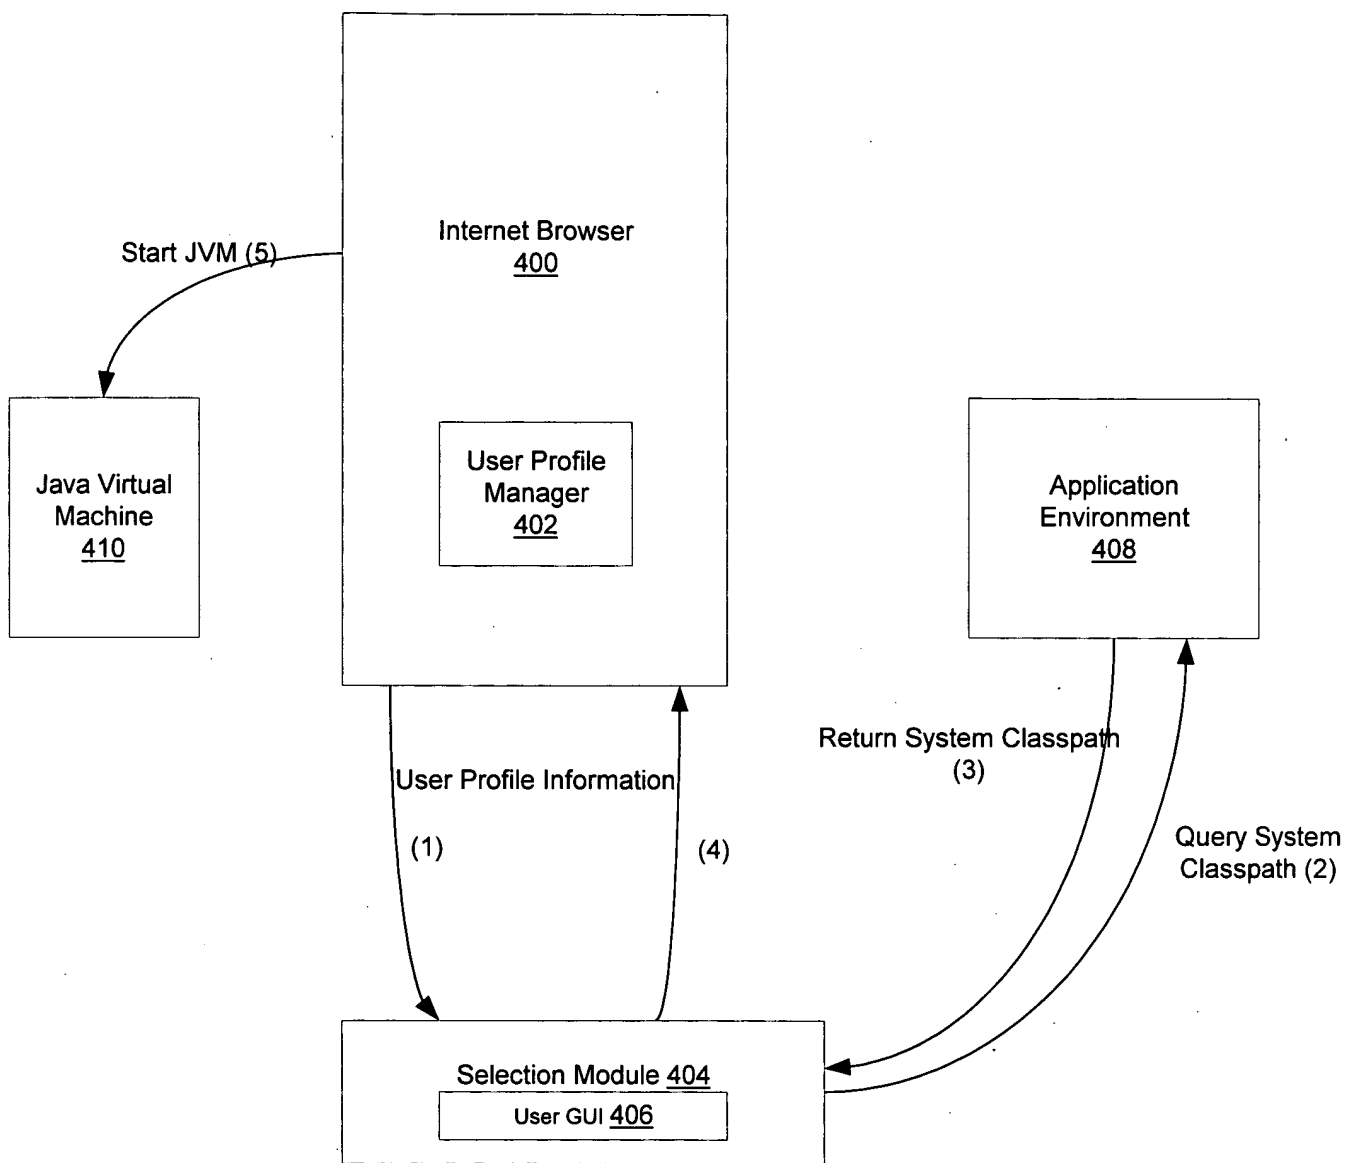 Internet Browser
400
Start JVM (5)
User Profile
Manager
402
Java Virtual
Machine
410
Application
Environment
408
Return System Classpath
(3)
User Profile Information
(1)
(4)
Query System
Classpath (2)
Selection Module 404
User GUI 406